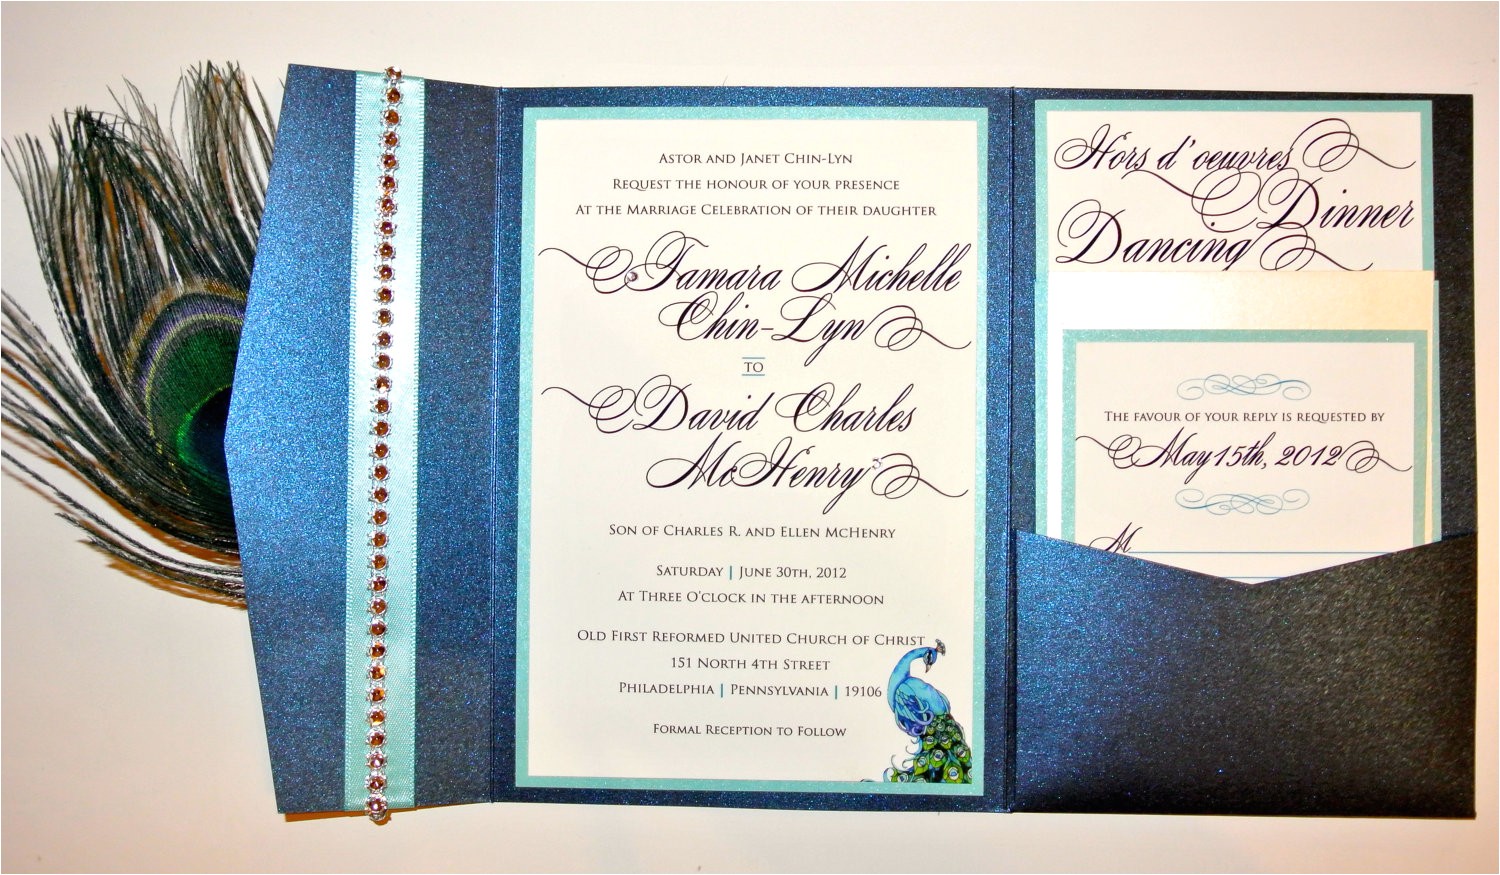 Astor and Janet Chin-Lyn
Request the honour of your presence
At the Marriage Celebration of their daughter
Tamara Michelle
Chin-Lyn
to
David Charles
McHenry
Son of Charles R. and Ellen McHenry
Saturday | June 30th, 2012
At Three O'clock in the afternoon
Old First Reformed United Church of Christ
151 North 4th Street
Philadelphia | Pennsylvania | 19106
Formal Reception to Follow
Hors d'oeuvres
Dinner
Dancing
The favour of your reply is requested by
May 15th, 2012
M